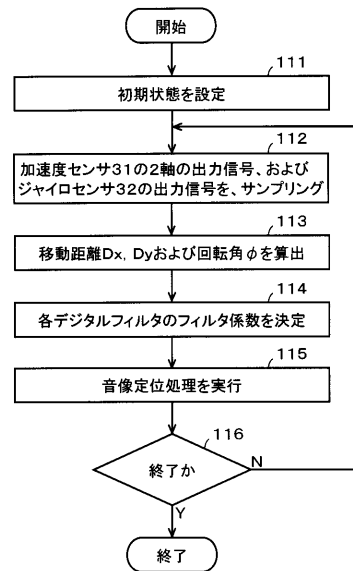 開始
111
初期状態を設定
112
加速度センサ31の2軸の出力信号、および
ジャイロセンサ32の出力信号を、サンプリング
113
移動距離Dx, Dyおよび回転角φを算出
114
各デジタルフィルタのフィルタ係数を決定
115
音像定位処理を実行
116
終了か
N
Y
終了